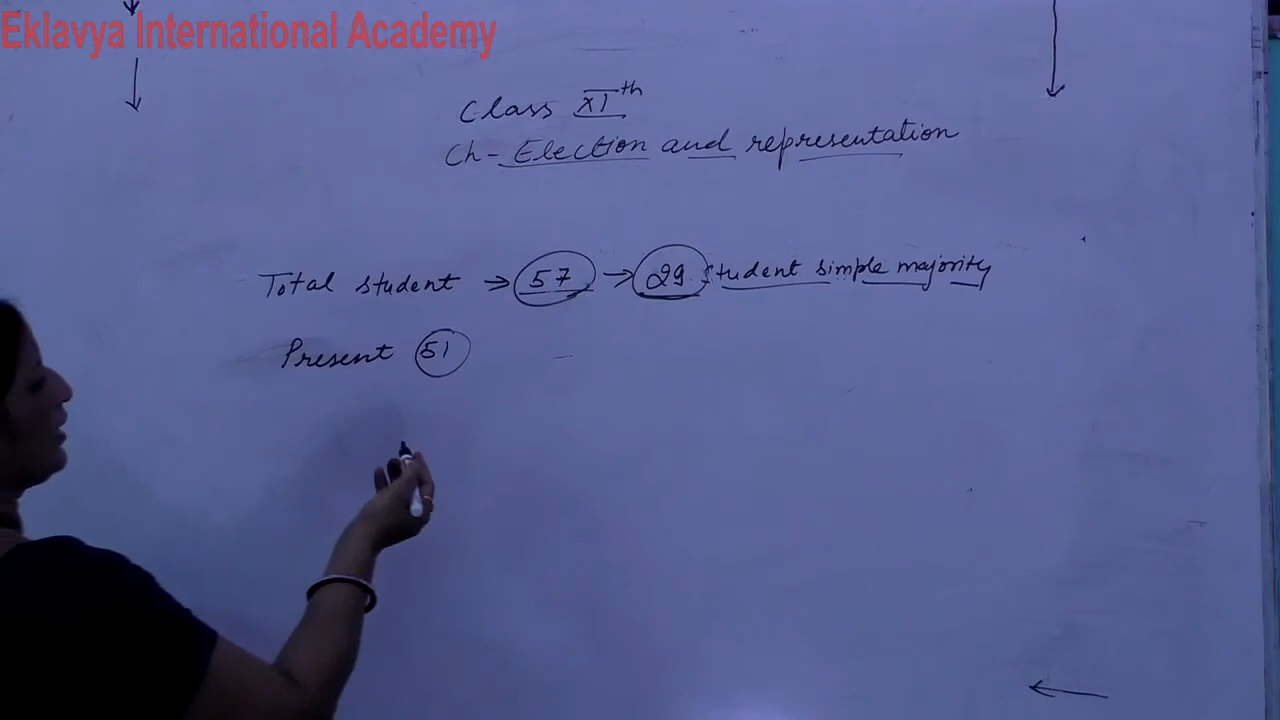 Eklavya International Academy
Class XIth
Ch- Election and representation
Total student → 57 → 29 student simple majority
Present 51